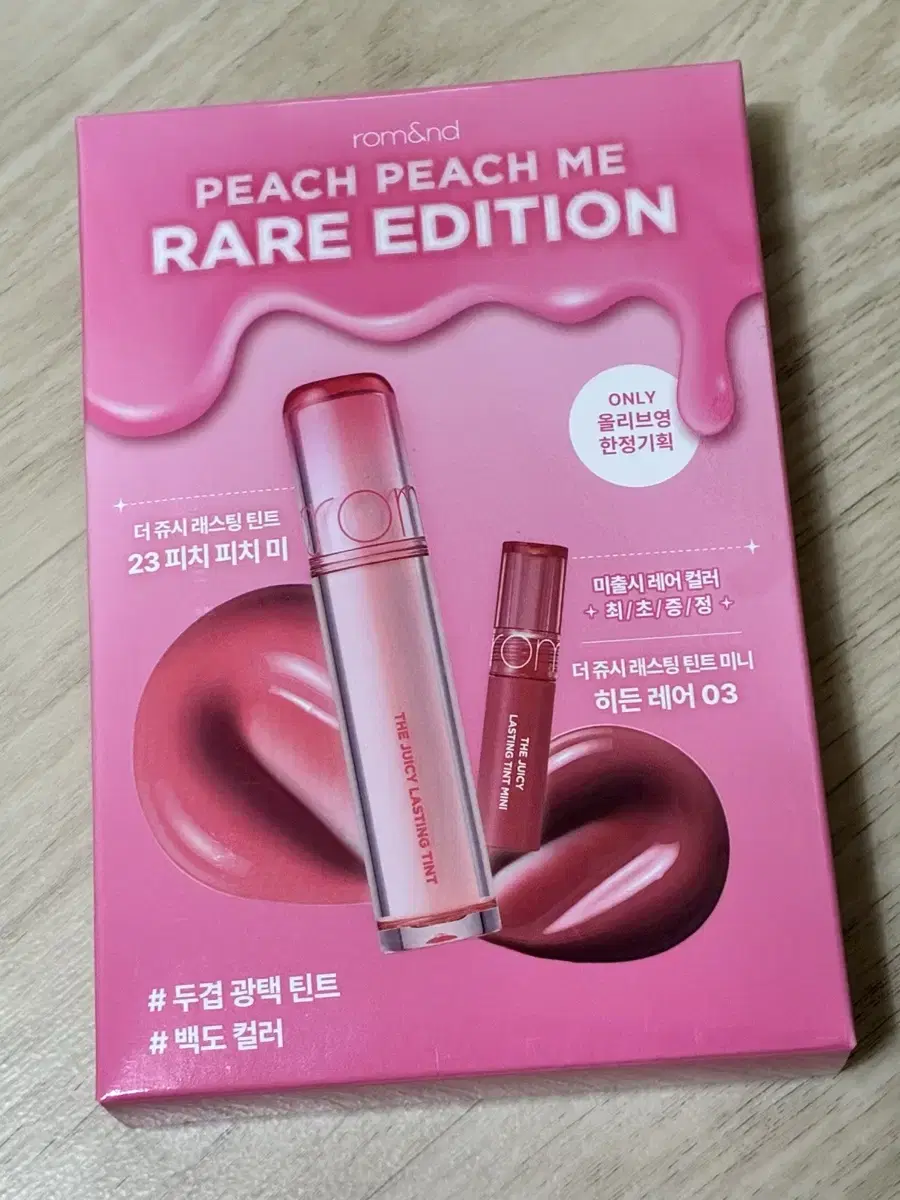 rom&nd
PEACH PEACH ME
RARE EDITION
ONLY
올리브영
한정기획
더 쥬시 래스팅 틴트
23 피치 피치 미
rom
THE JUICY LASTING TINT
미출시 레어 컬러
최/초/증/정
더 쥬시 래스팅 틴트 미니
히든 레어 03
rom
THE JUICY
LASTING TINT MINI
# 두겹 광택 틴트
# 백도 컬러